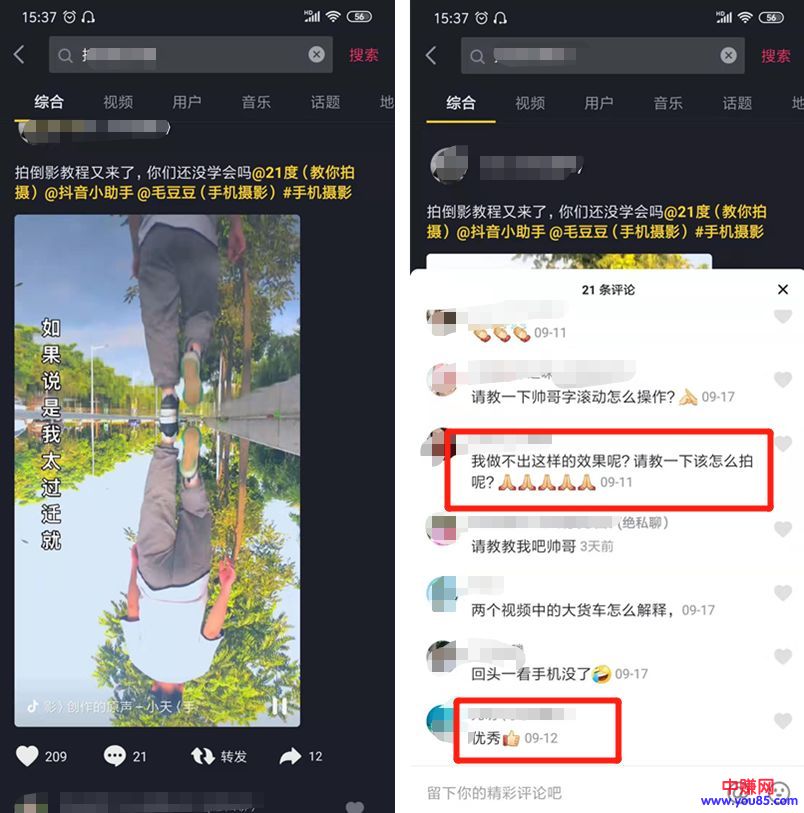 15:37
HD
56
搜索
综合
视频
用户
音乐
话题
地
拍倒影教程又来了，你们还没学会吗@21度（教你拍
摄）@抖音小助手 @毛豆豆（手机摄影）#手机摄影
如果说是我太过迁就
影）创作的原声 - 小天（手
209
21
转发
12
15:37
HD
56
搜索
综合
视频
用户
音乐
话题
地
拍倒影教程又来了，你们还没学会吗@21度（教你拍
摄）@抖音小助手 @毛豆豆（手机摄影）#手机摄影
21 条评论
09-11
请教一下帅哥字滚动怎么操作？🙏 09-17
我做不出这样的效果呢？请教一下该怎么拍
呢？🙏🙏🙏🙏🙏 09-11
（绝私聊）
请教教我吧帅哥 3天前
两个视频中的大货车怎么解释， 09-17
回头一看手机没了🤣 09-17
优秀👍 09-12
留下你的精彩评论吧
中赚网
www.you85.com